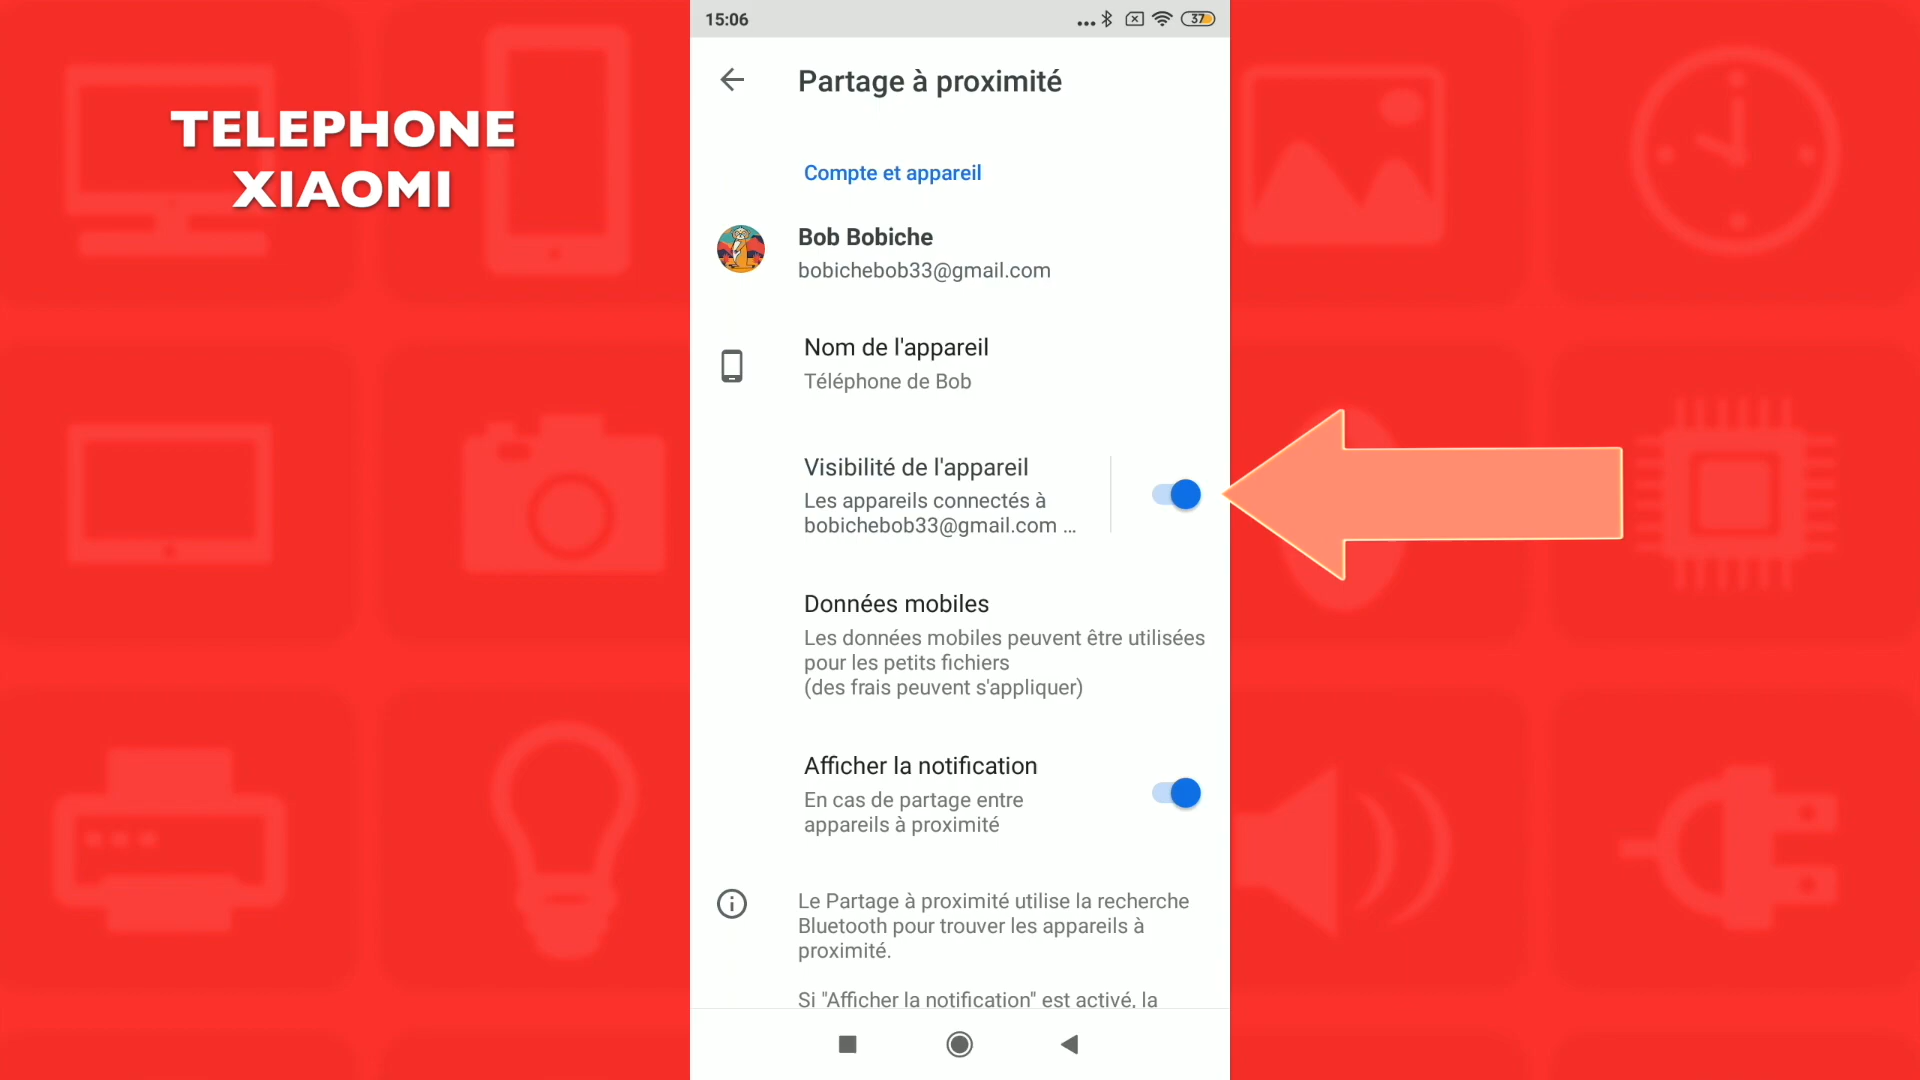 TELEPHONE
XIAOMI
15:06
37
Partage à proximité
Compte et appareil
Bob Bobiche
bobichebob33@gmail.com
Nom de l'appareil
Téléphone de Bob
Visibilité de l'appareil
Les appareils connectés à
bobichebob33@gmail.com ...
Données mobiles
Les données mobiles peuvent être utilisées
pour les petits fichiers
(des frais peuvent s'appliquer)
Afficher la notification
En cas de partage entre
appareils à proximité
Le Partage à proximité utilise la recherche
Bluetooth pour trouver les appareils à
proximité.
Si "Afficher la notification" est activé, la